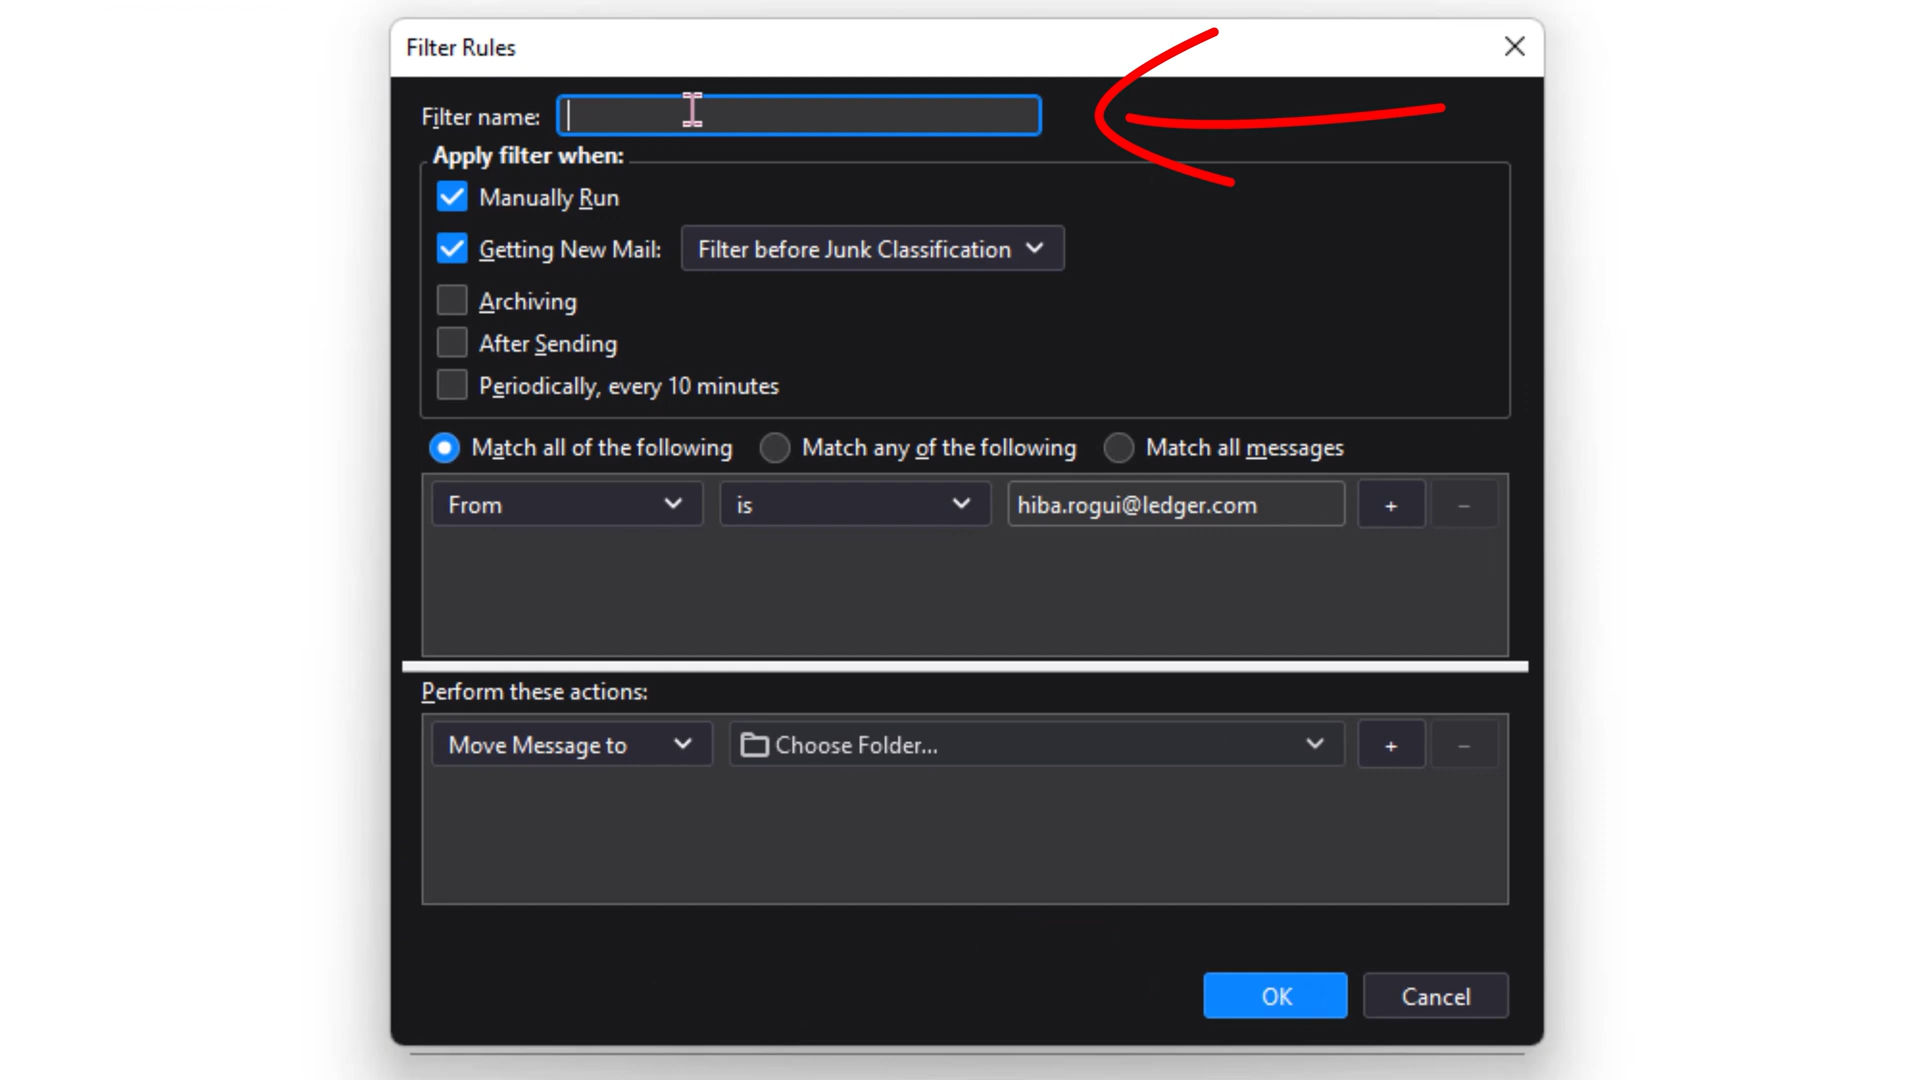 Filter Rules
Filter name:
Apply filter when:
Manually Run
Getting New Mail: Filter before Junk Classification
Archiving
After Sending
Periodically, every 10 minutes
Match all of the following Match any of the following Match all messages
From is hiba.rogui@ledger.com + −
Perform these actions:
Move Message to Choose Folder... + −
OK Cancel